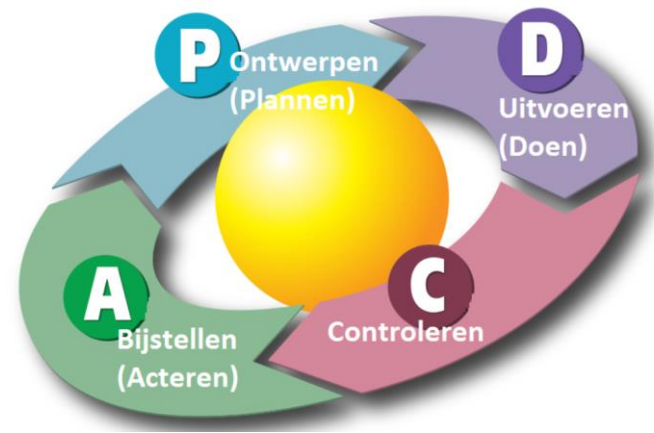 P
Ontwerpen
(Plannen)
D
Uitvoeren
(Doen)
C
Controleren
A
Bijstellen
(Acteren)